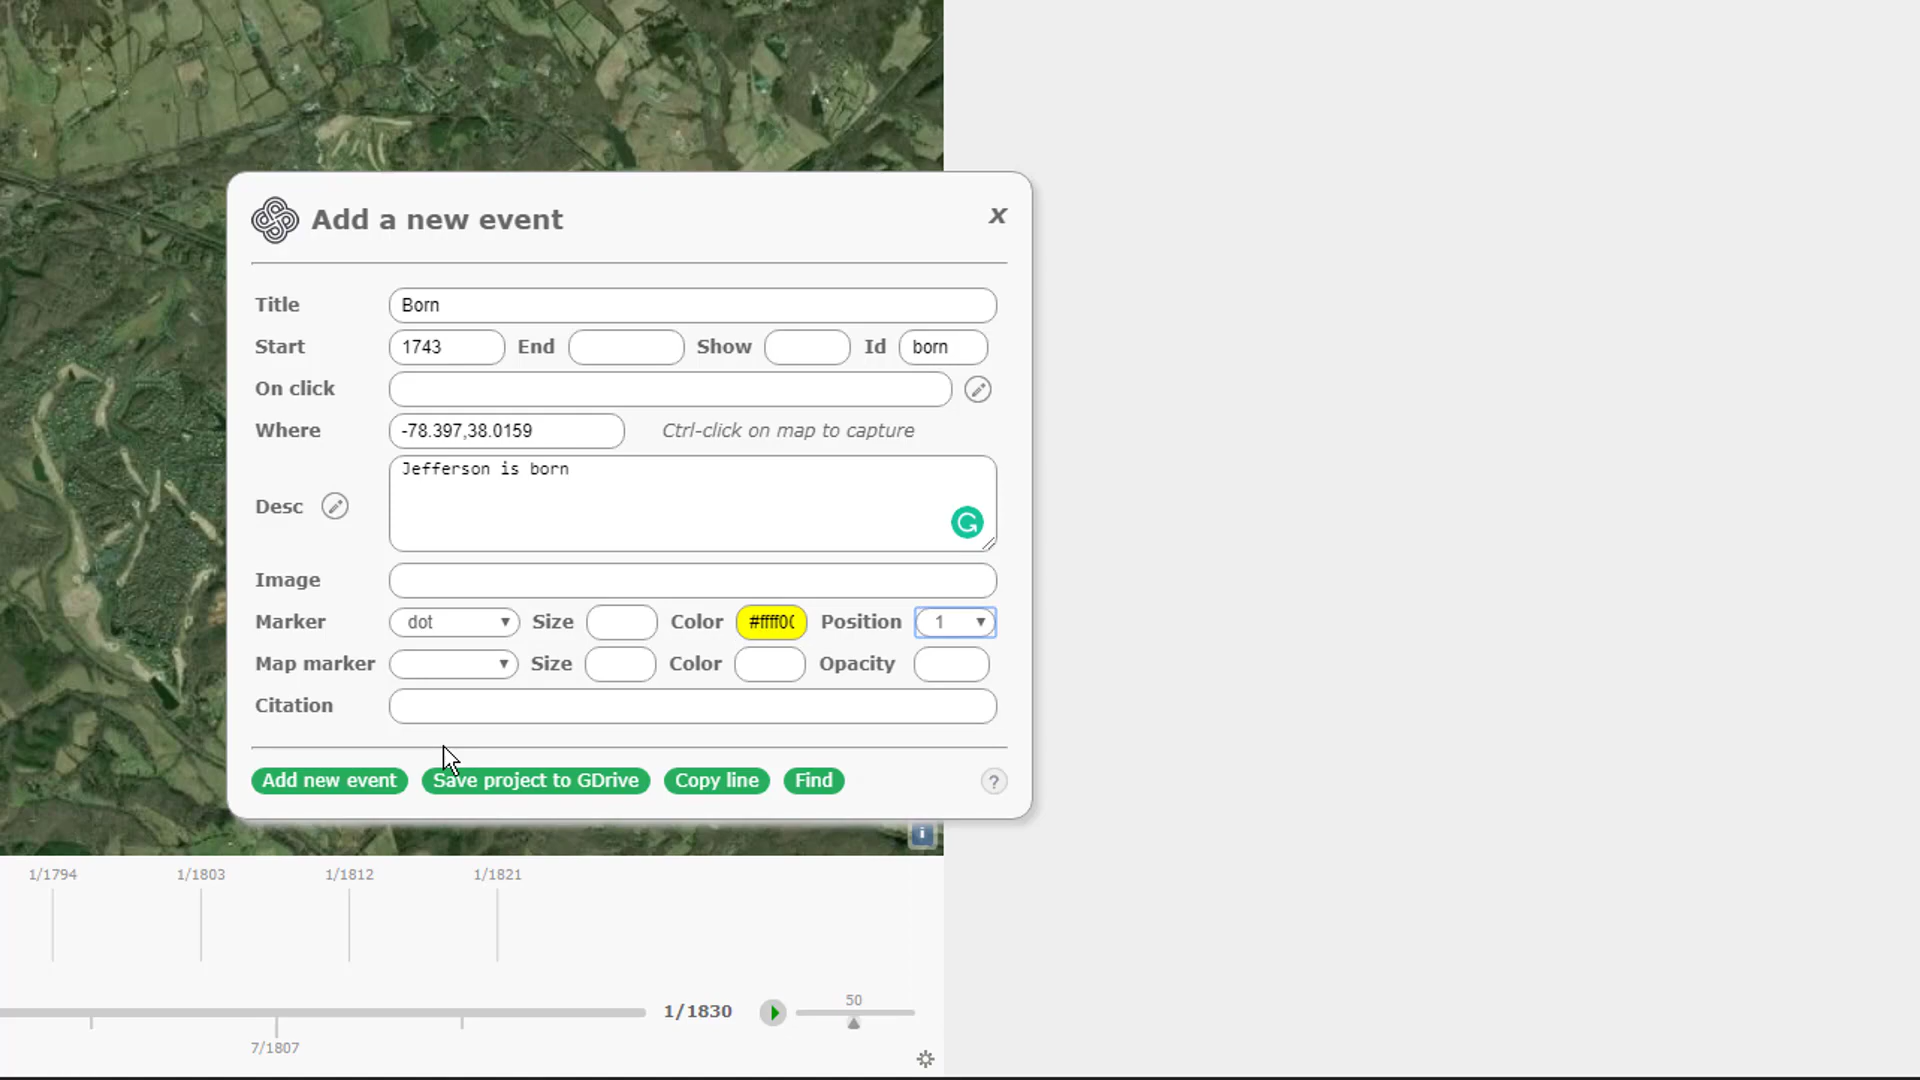 Add a new event
x
Title Born
Start 1743 End Show Id born
On click
Where -78.397,38.0159 Ctrl-click on map to capture
Desc Jefferson is born
Image
Marker dot Size Color #ffff0 Position 1
Map marker Size Color Opacity
Citation
Add new event Save project to GDrive Copy line Find ?
i
1/1794 1/1803 1/1812 1/1821
50
1/1830
7/1807